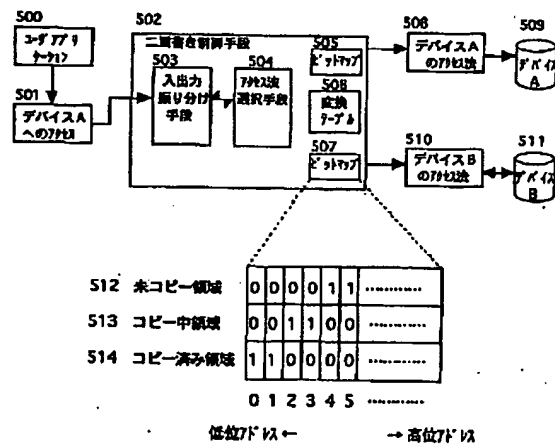 500
ユーザアプリ
ケーション
501
デバイスA
へのアクセス
502
二重書き制御手段
503
入出力
振り分け
手段
504
アクセス法
選択手段
505
ビットマップ
506
変換
テーブル
507
ビットマップ
508
デバイスA
のアクセス法
509
デバイス
A
510
デバイスB
のアクセス法
511
デバイス
B
512 未コピー領域 0 0 0 0 1 1 …………
513 コピー中領域 0 0 1 1 0 0 …………
514 コピー済み領域 1 1 0 0 0 0 …………
0 1 2 3 4 5 …………
低位アドレス ← → 高位アドレス